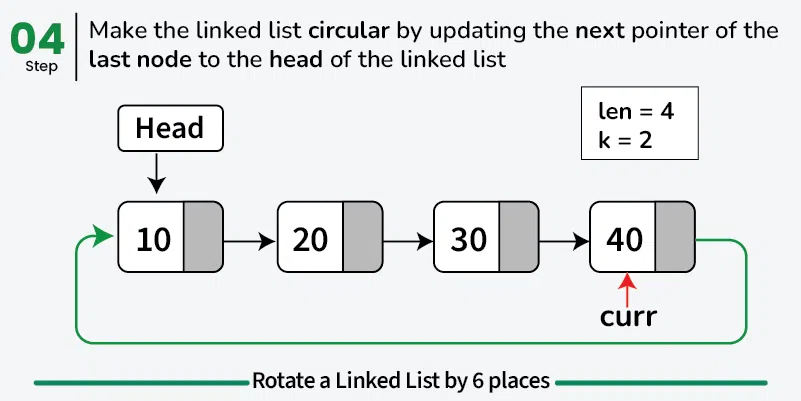 04
Step
Make the linked list circular by updating the next pointer of the
last node to the head of the linked list
Head
len = 4
k = 2
10
20
30
40
curr
Rotate a Linked List by 6 places